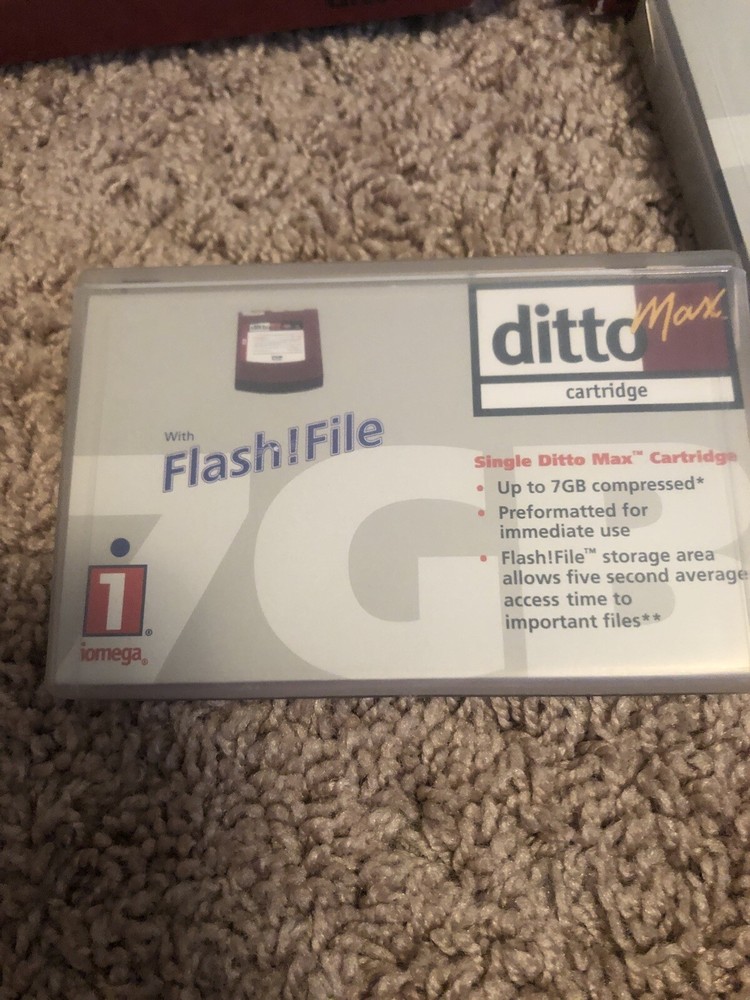 ditto Max
cartridge
With
Flash!File
7GB
Single Ditto Max™ Cartridge
• Up to 7GB compressed*
• Preformatted for
immediate use
• Flash!File™ storage area
allows five second average
access time to
important files**
i®
iomega®